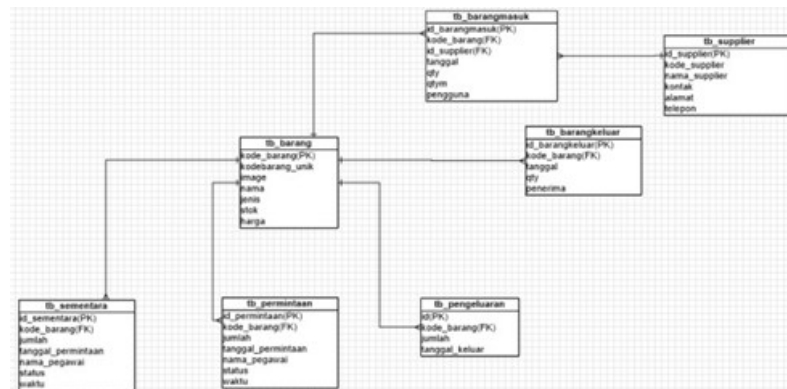 tb_barangmasuk
id_barangmasuk(PK)
kode_barang(FK)
id_supplier(FK)
tanggal
qty
qtym
pengguna
tb_supplier
id_supplier(PK)
kode_supplier
nama_supplier
kontak
alamat
telepon
tb_barang
kode_barang(PK)
kodebarang_unik
image
nama
jenis
stok
harga
tb_barangkeluar
id_barangkeluar(PK)
kode_barang(FK)
tanggal
qty
penerima
tb_sementara
id_sementara(PK)
kode_barang(FK)
jumlah
tanggal_permintaan
nama_pegawai
status
waktu
tb_permintaan
id_permintaan(PK)
kode_barang(FK)
jumlah
tanggal_permintaan
nama_pegawai
status
waktu
tb_pengeluaran
id(PK)
kode_barang(FK)
jumlah
tanggal_keluar